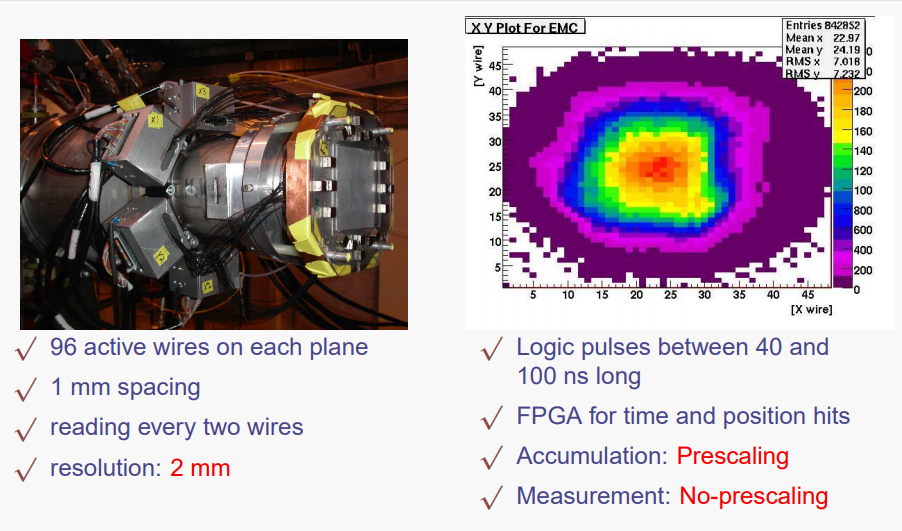 X Y Plot For EMC
Entries 842852
Mean x 22.97
Mean y 24.19
RMS x 7.018
RMS y 7.232
[Y wire]
45
40
35
30
25
20
15
10
5
5 10 15 20 25 30 35 40 45
[X wire]
0
0
200
180
160
140
120
100
800
600
400
200
0
X1
X3
✓ 96 active wires on each plane
✓ 1 mm spacing
✓ reading every two wires
✓ resolution: 2 mm
✓ Logic pulses between 40 and
100 ns long
✓ FPGA for time and position hits
✓ Accumulation: Prescaling
✓ Measurement: No-prescaling